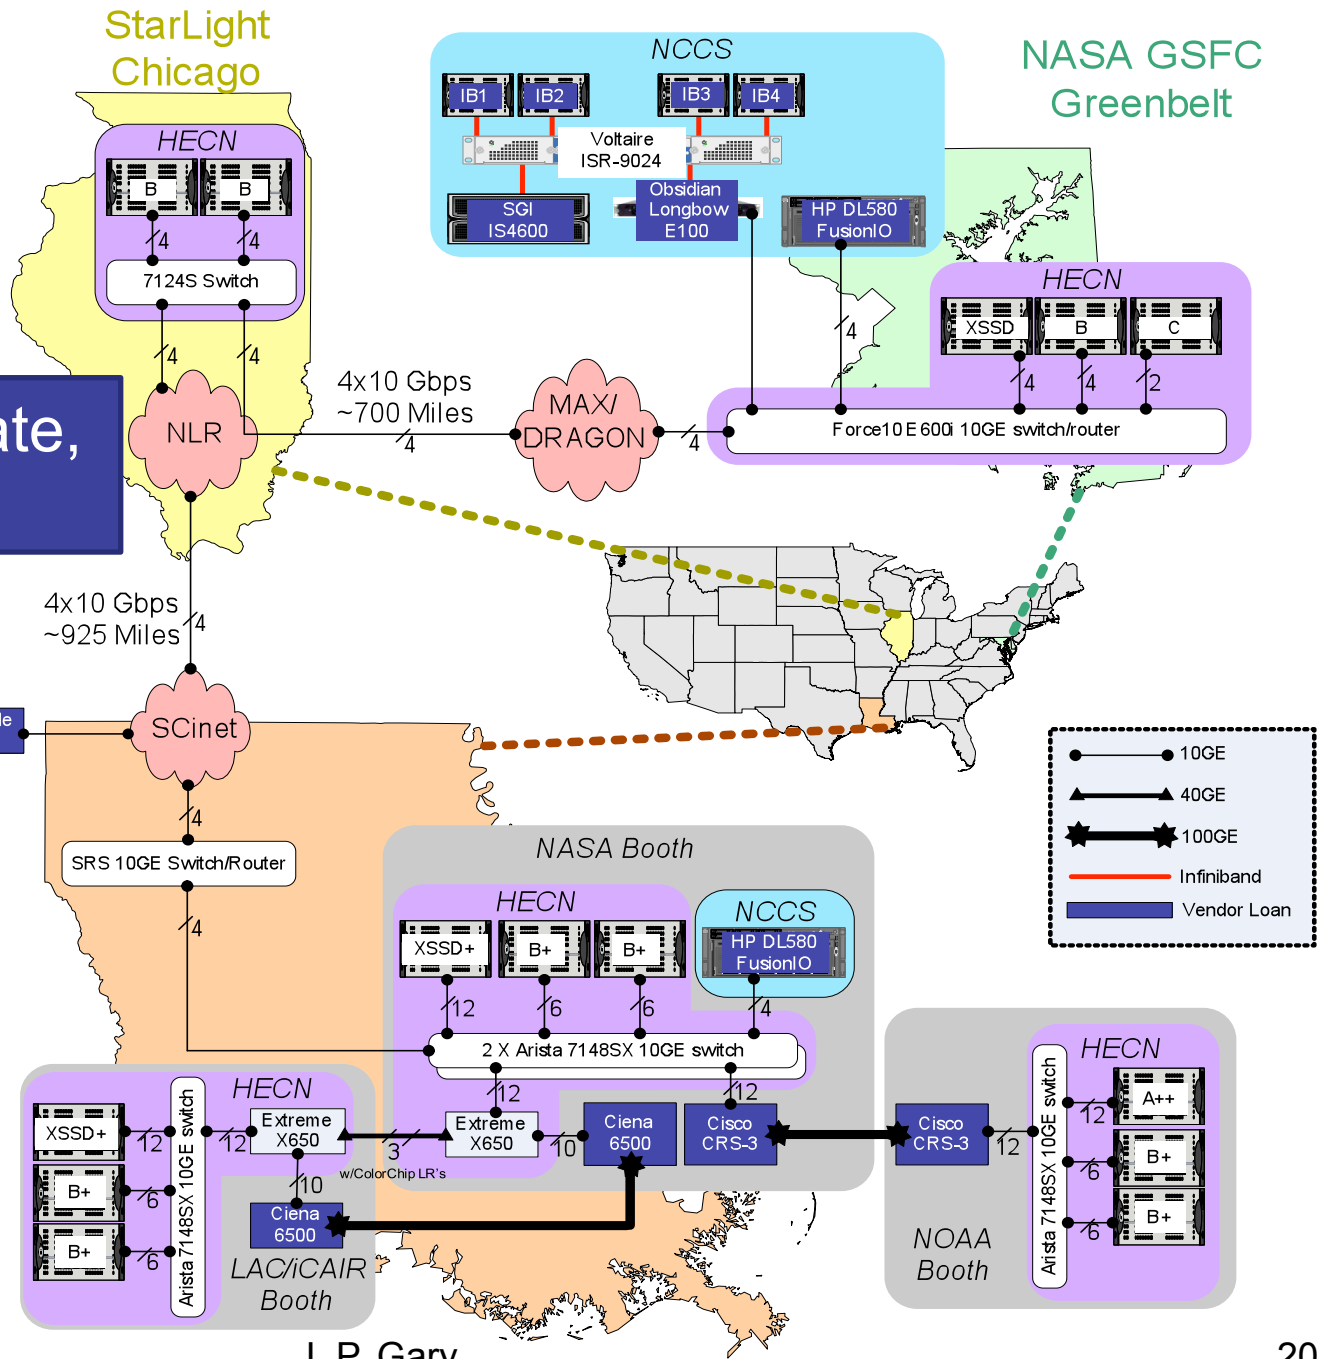 StarLight
Chicago
NCCS
NASA GSFC
Greenbelt
IB1
IB2
IB3
IB4
Voltaire
ISR-9024
SGI
IS4600
Obsidian
Longbow
E100
HP DL580
FusionIO
4
HECN
B
B
4
4
7124S Switch
4
4
HECN
XSSD
B
C
4
4
2
Force10 E600i 10GE switch/router
NLR
4x10 Gbps
~700 Miles
4
MAX/
DRAGON
4
ate,
4x10 Gbps
~925 Miles
4
SCinet
4
SRS 10GE Switch/Router
4
10GE
40GE
100GE
Infiniband
Vendor Loan
NASA Booth
HECN
XSSD+
B+
B+
12
6
6
NCCS
HP DL580
FusionIO
4
2 X Arista 7148SX 10GE switch
12
12
Extreme
X650
10
Ciena
6500
Cisco
CRS-3
HECN
XSSD+
B+
B+
12
6
6
Arista 7148SX 10GE switch
12
Extreme
X650
3
w/ColorChip LR's
10
Ciena
6500
LAC/iCAIR
Booth
Cisco
CRS-3
12
Arista 7148SX 10GE switch
HECN
12
6
6
A++
B+
B+
NOAA
Booth
J. P. Gary
20